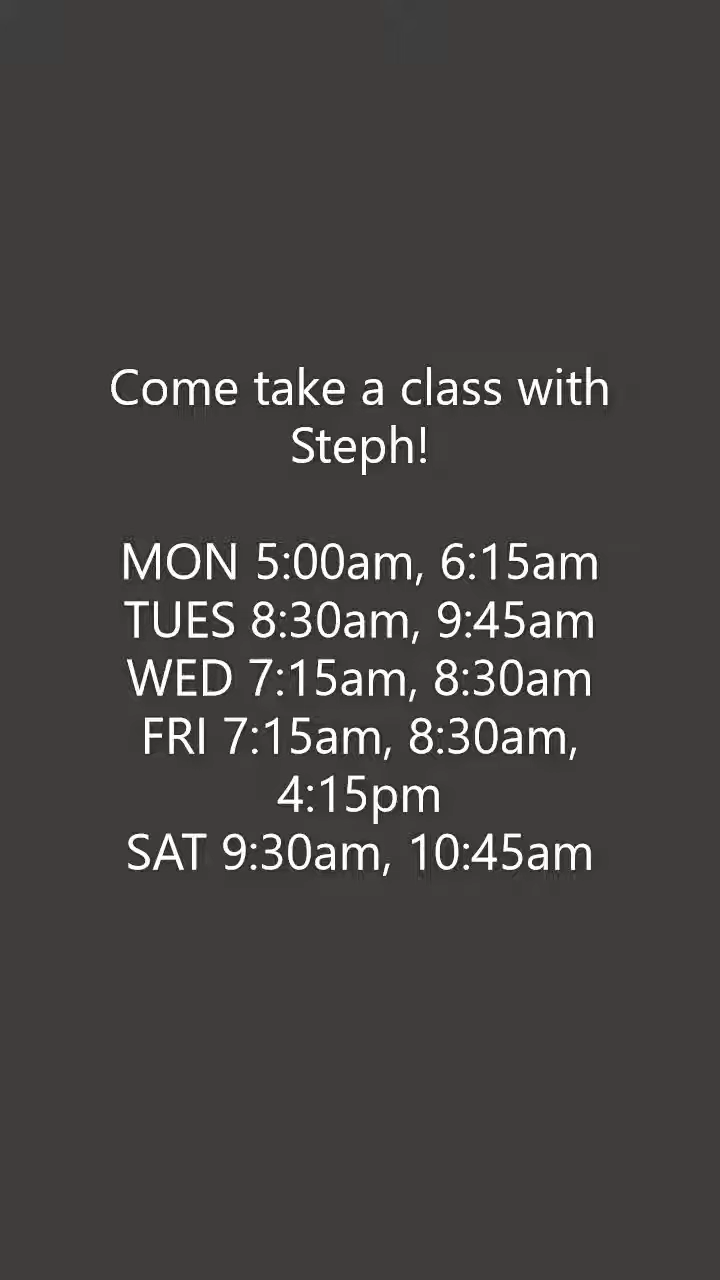 Come take a class with
Steph!
MON 5:00am, 6:15am
TUES 8:30am, 9:45am
WED 7:15am, 8:30am
FRI 7:15am, 8:30am,
4:15pm
SAT 9:30am, 10:45am